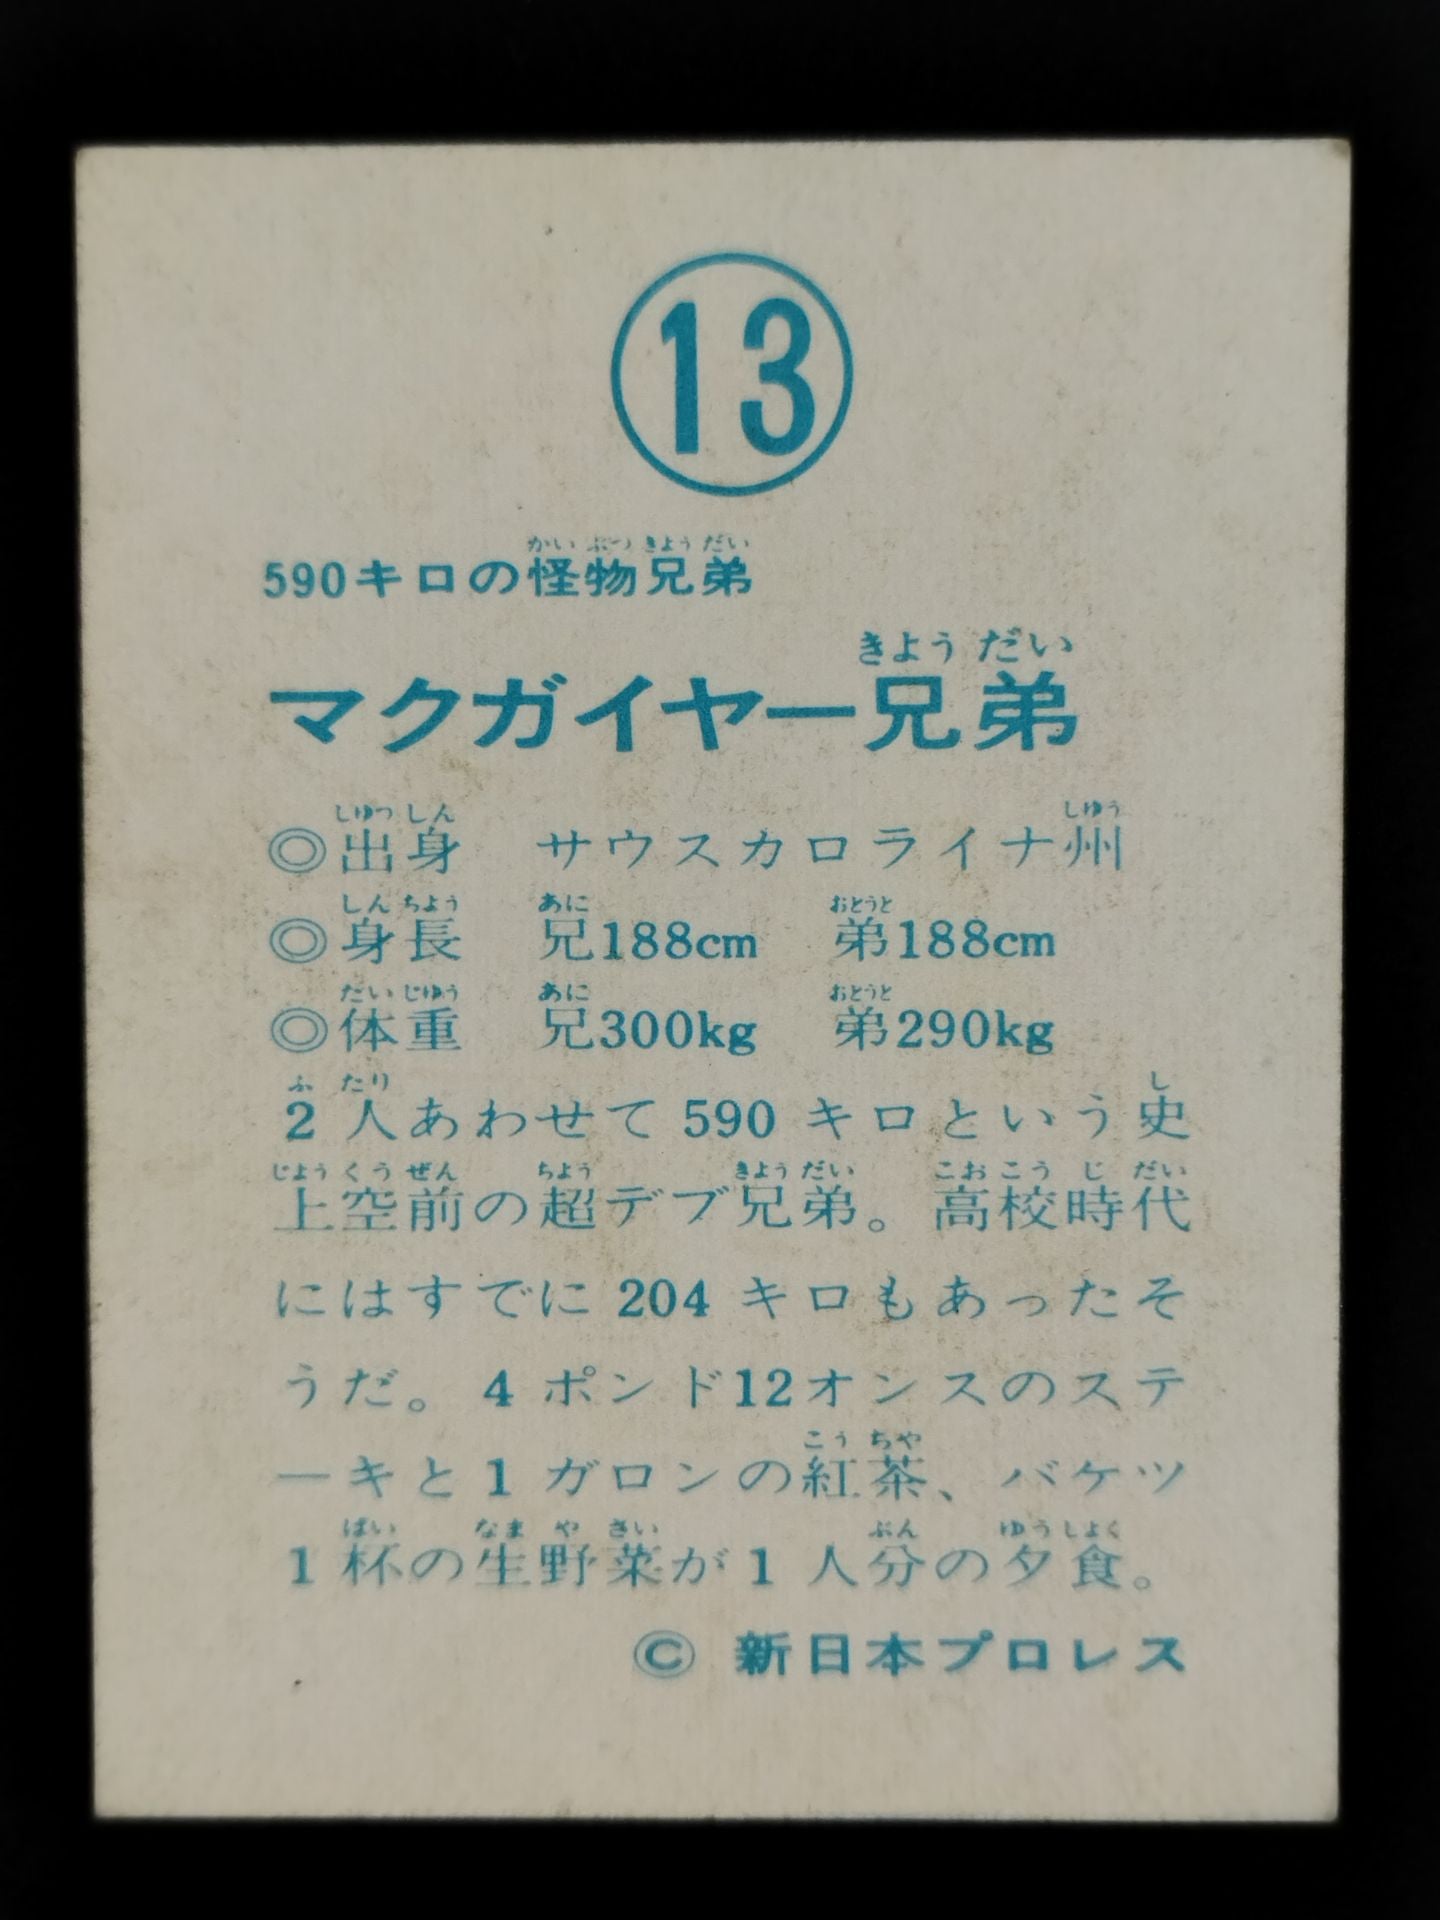 13
590キロの怪物兄弟
マクガイヤー兄弟
◎出身 サウスカロライナ州
◎身長 兄188cm 弟188cm
◎体重 兄300kg 弟290kg
2人あわせて590キロという史
上空前の超デブ兄弟。高校時代
にはすでに204キロもあったそ
うだ。4ポンド12オンスのステ
ーキと1ガロンの紅茶、バケツ
1杯の生野菜が1人分の夕食。
© 新日本プロレス